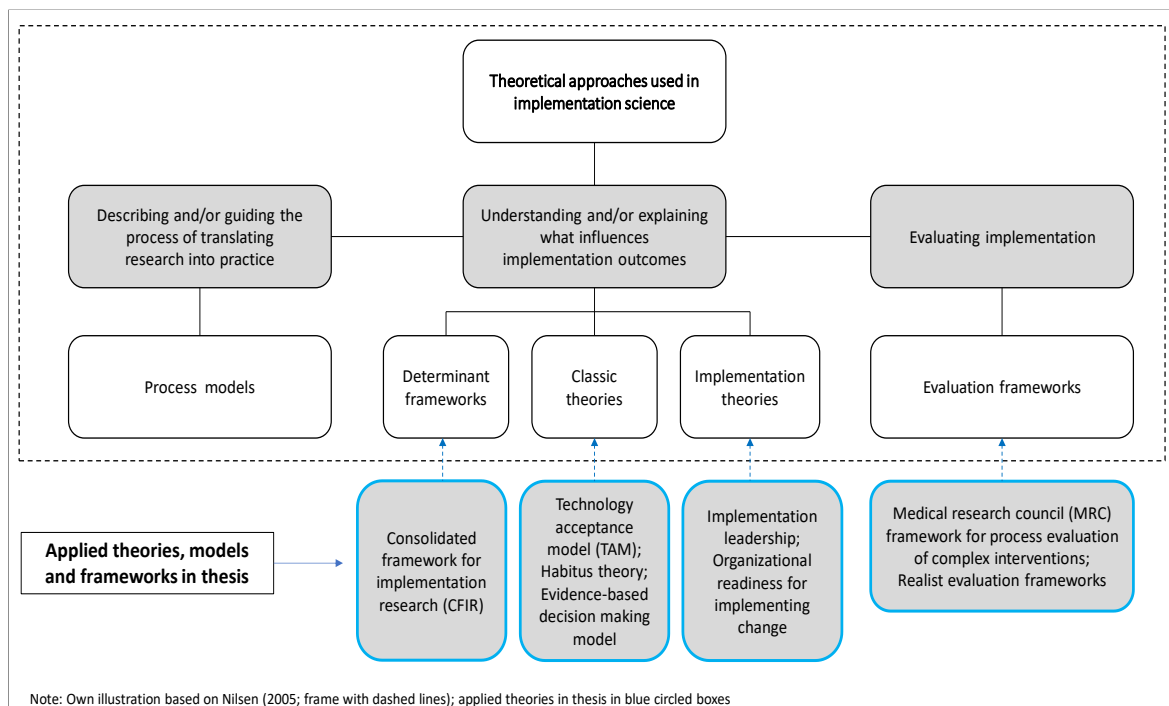 Theoretical approaches used in
implementation science
Describing and/or guiding the
process of translating
research into practice
Understanding and/or explaining
what influences
implementation outcomes
Evaluating implementation
Process models
Determinant
frameworks
Classic
theories
Implementation
theories
Evaluation frameworks
Applied theories, models
and frameworks in thesis
Consolidated
framework for
implementation
research (CFIR)
Technology
acceptance
model (TAM);
Habitus theory;
Evidence-based
decision making
model
Implementation
leadership;
Organizational
readiness for
implementing
change
Medical research council (MRC)
framework for process evaluation
of complex interventions;
Realist evaluation frameworks
Note: Own illustration based on Nilsen (2005; frame with dashed lines); applied theories in thesis in blue circled boxes